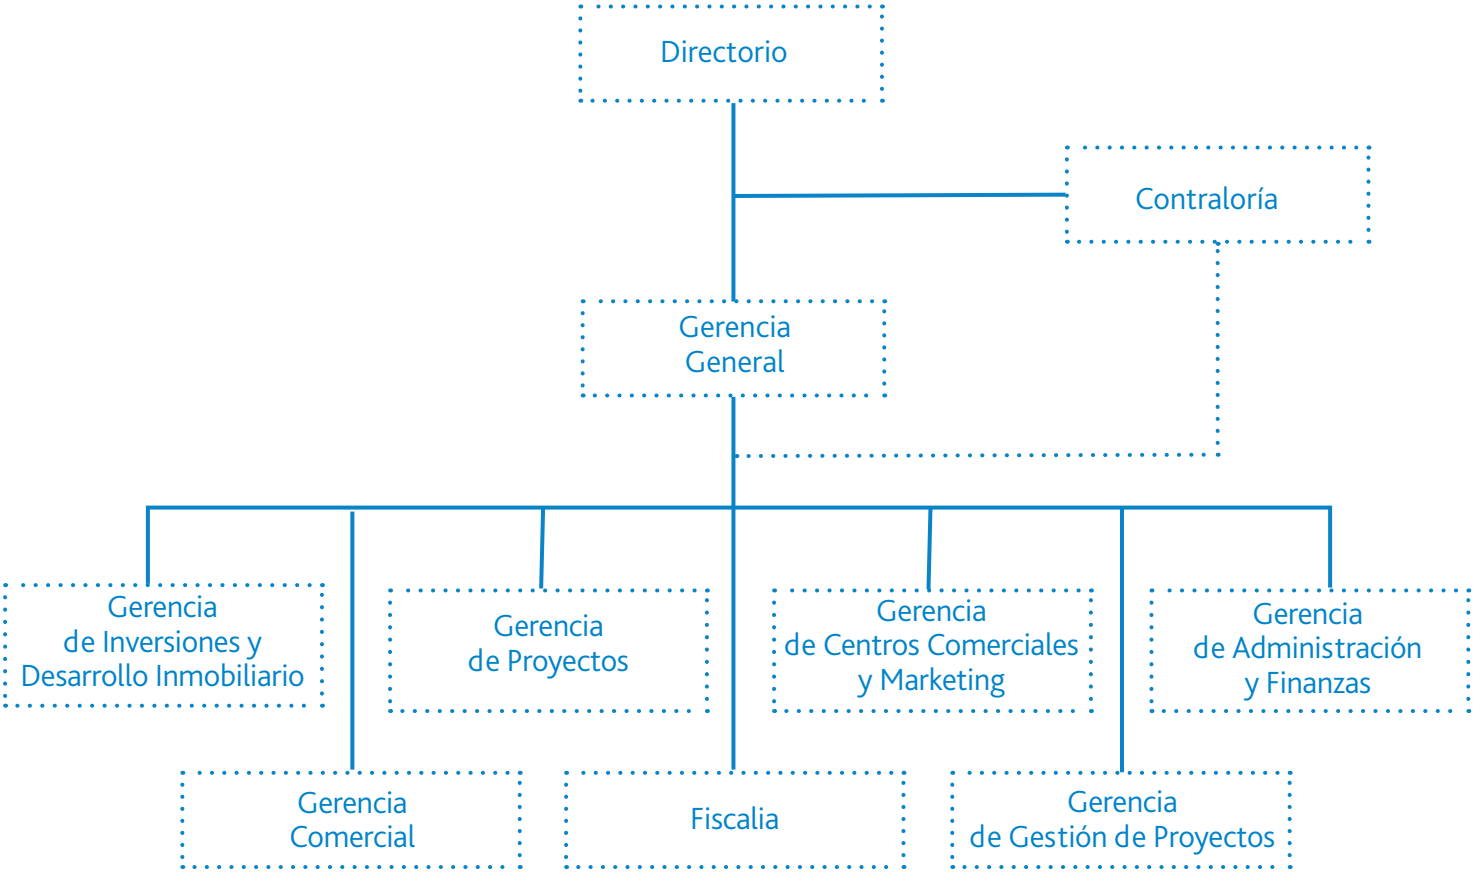 Directorio
Contraloría
Gerencia
General
Gerencia
de Inversiones y
Desarrollo Inmobiliario
Gerencia
de Proyectos
Gerencia
de Centros Comerciales
y Marketing
Gerencia
de Administración
y Finanzas
Gerencia
Comercial
Fiscalia
Gerencia
de Gestión de Proyectos